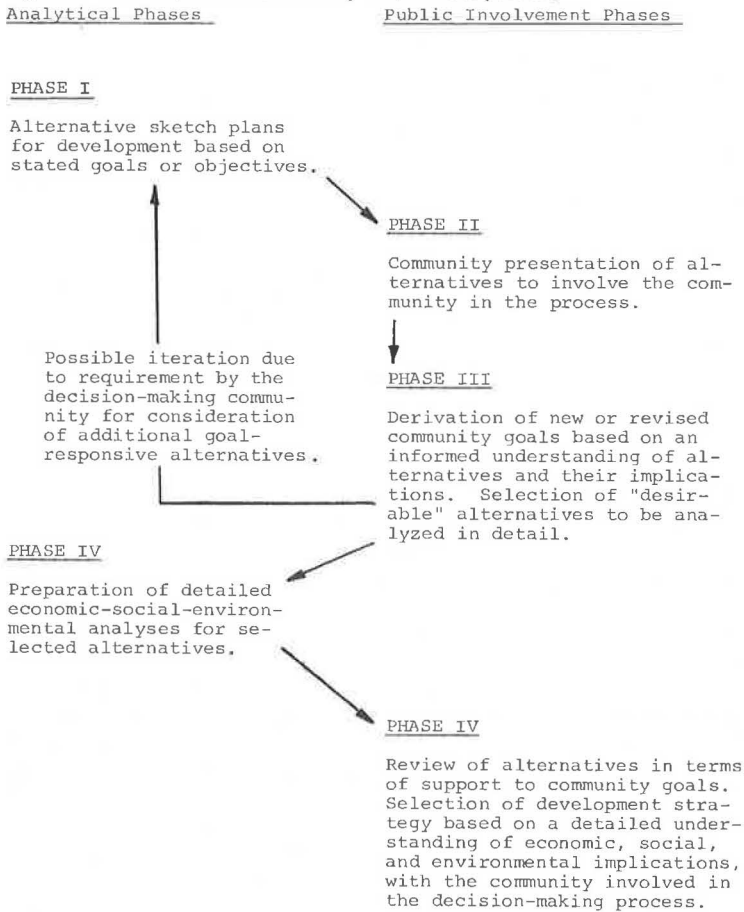 Analytical Phases
Public Involvement Phases
PHASE I
Alternative sketch plans
for development based on
stated goals or objectives.
PHASE II
Community presentation of al-
ternatives to involve the com-
munity in the process.
Possible iteration due
to requirement by the
decision-making commu-
nity for consideration
of additional goal-
responsive alternatives.
PHASE III
Derivation of new or revised
community goals based on an
informed understanding of al-
ternatives and their implica-
tions. Selection of "desir-
able" alternatives to be ana-
lyzed in detail.
PHASE IV
Preparation of detailed
economic-social-environ-
mental analyses for se-
lected alternatives.
PHASE IV
Review of alternatives in terms
of support to community goals.
Selection of development stra-
tegy based on a detailed under-
standing of economic, social,
and environmental implications,
with the community involved in
the decision-making process.